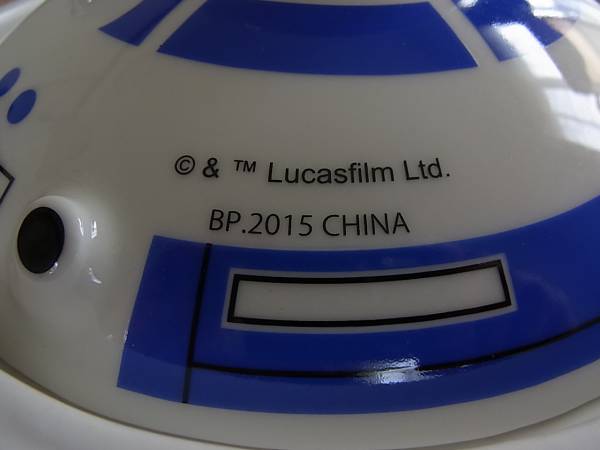 © & ™ Lucasfilm Ltd.
BP.2015 CHINA